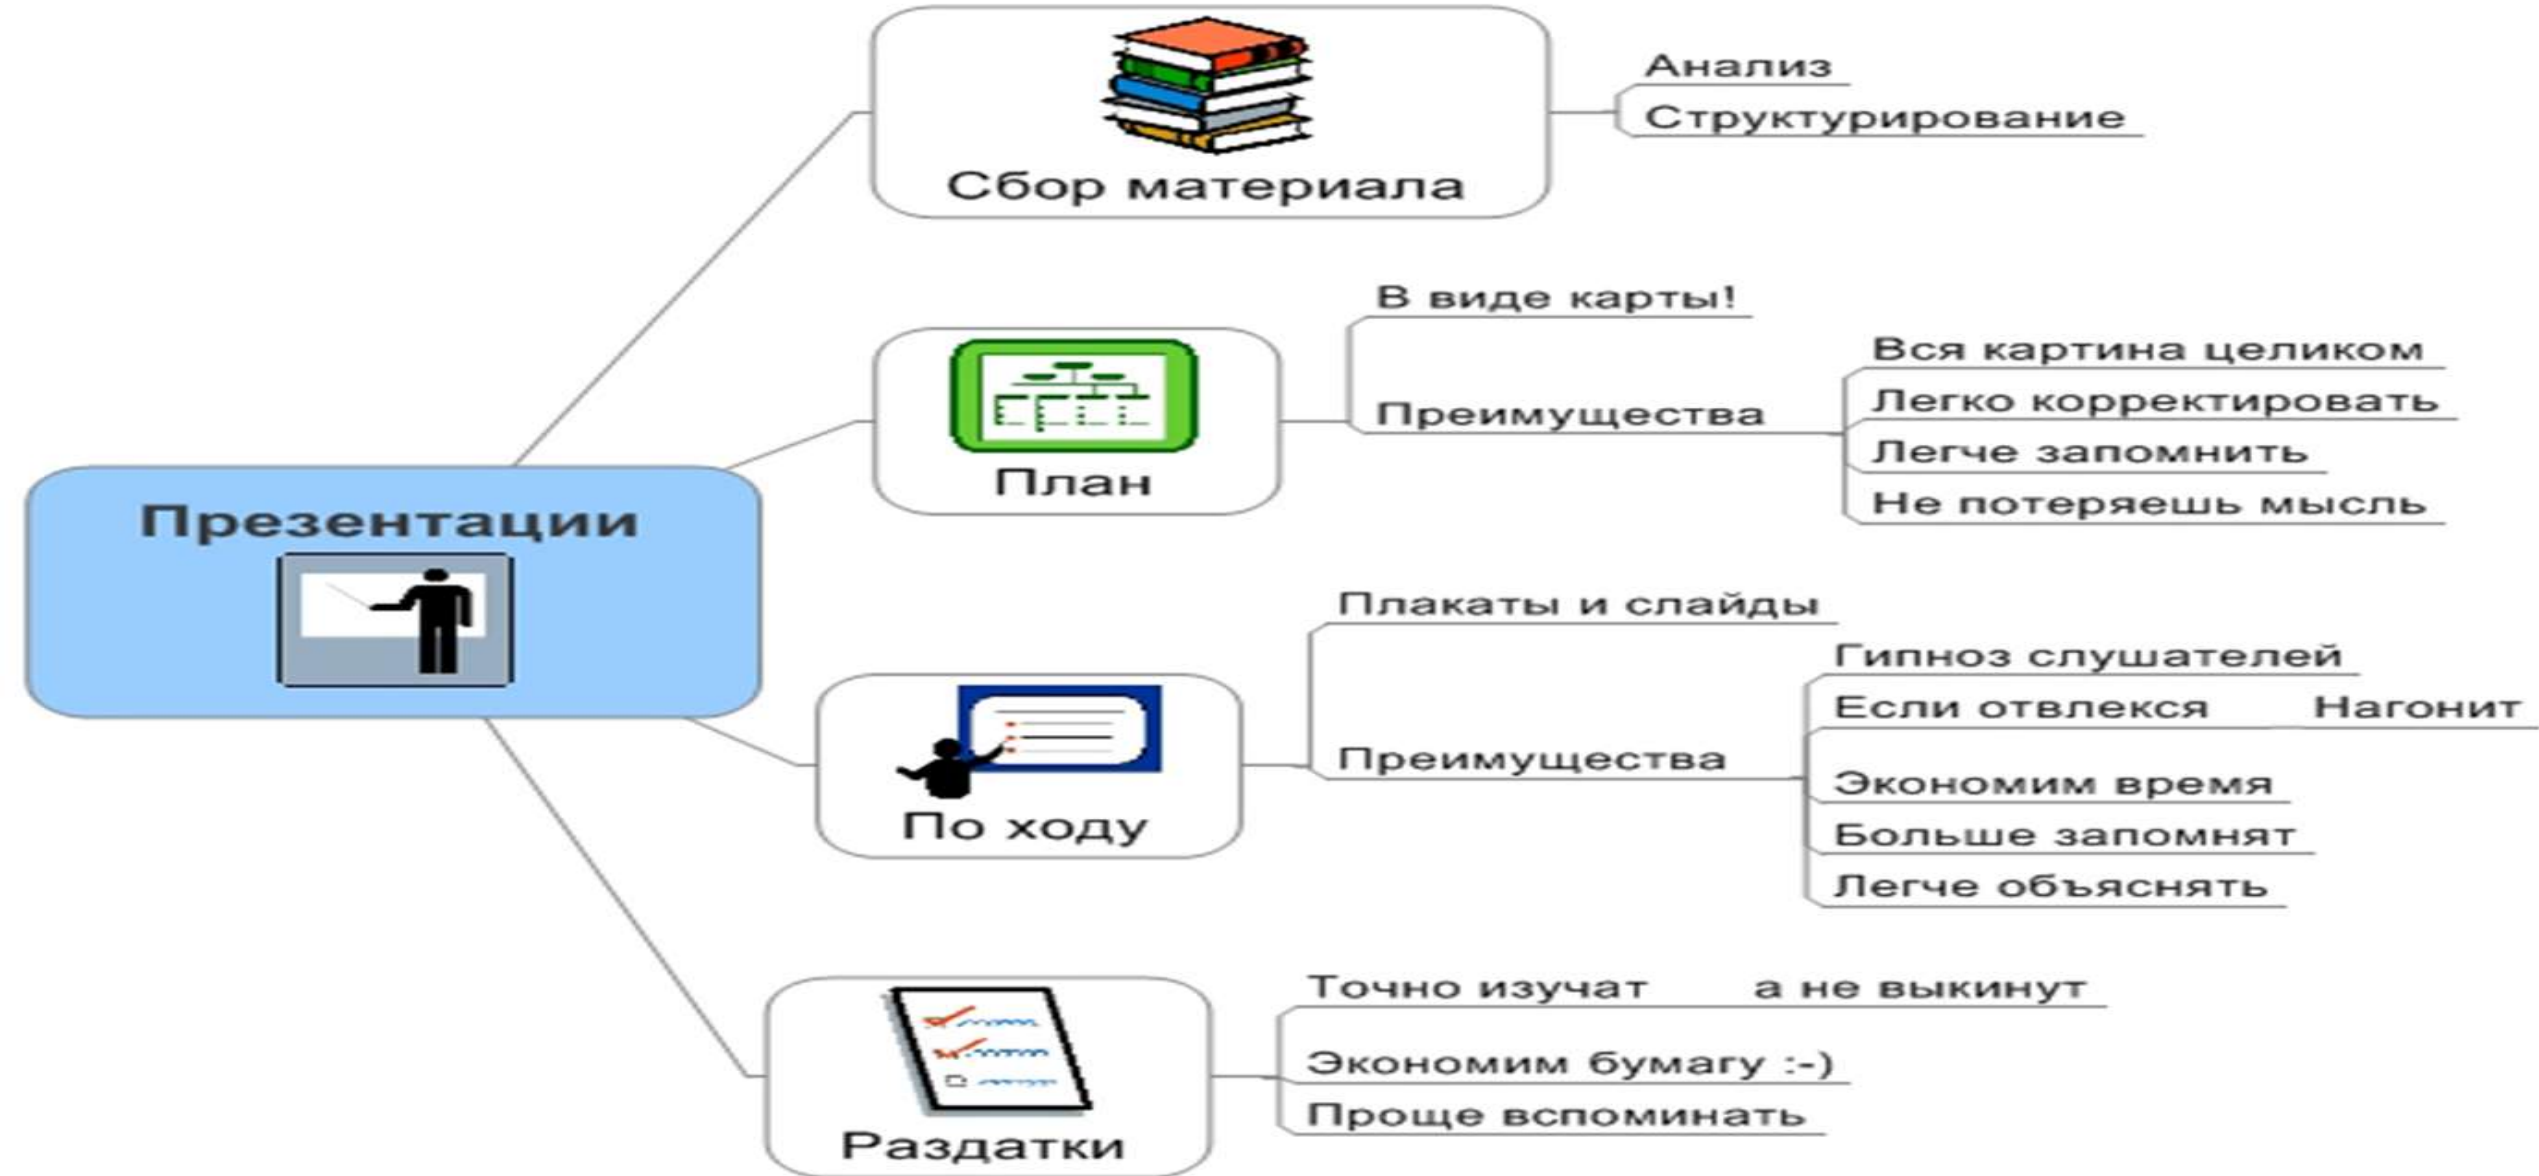 Презентации
Сбор материала
Анализ
Структурирование
План
В виде карты!
Преимущества
Вся картина целиком
Легко корректировать
Легче запомнить
Не потеряешь мысль
По ходу
Плакаты и слайды
Преимущества
Гипноз слушателей
Если отвлекся Нагонит
Экономим время
Больше запомнят
Легче объяснять
Раздатки
Точно изучат а не выкинут
Экономим бумагу :-)
Проще вспоминать